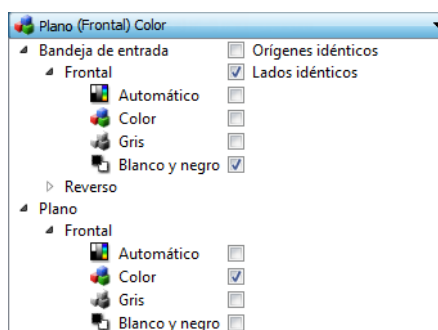 Plano (Frontal) Color
Bandeja de entrada Orígenes idénticos
Frontal Lados idénticos
Automático
Color
Gris
Blanco y negro
Reverso
Plano
Frontal
Automático
Color
Gris
Blanco y negro